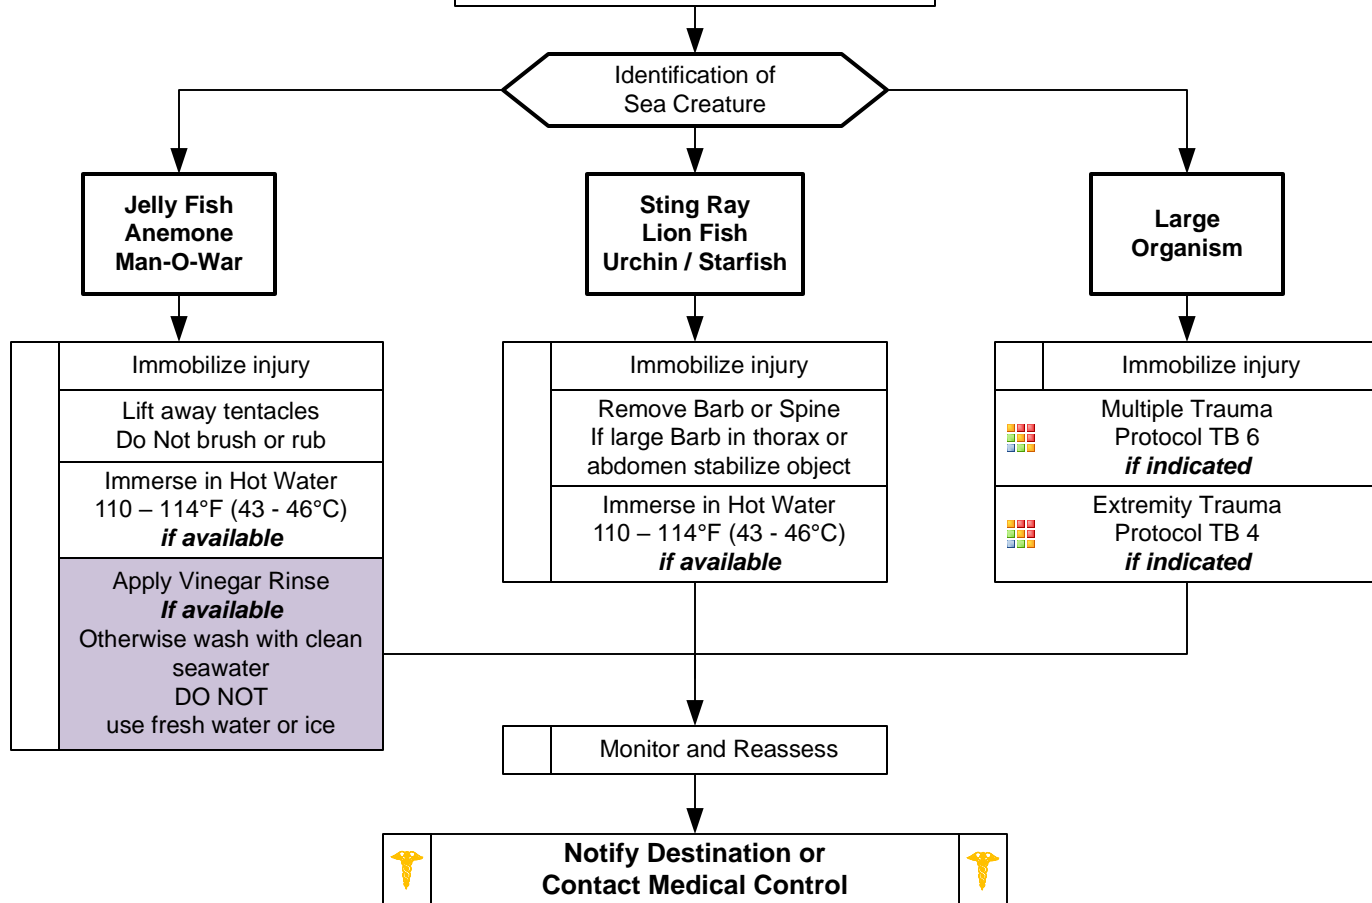 Identification of
Sea Creature
Jelly Fish
Anemone
Man-O-War
Sting Ray
Lion Fish
Urchin / Starfish
Large
Organism
Immobilize injury
Lift away tentacles
Do Not brush or rub
Immerse in Hot Water
110 – 114°F (43 - 46°C)
if available
Apply Vinegar Rinse
If available
Otherwise wash with clean
seawater
DO NOT
use fresh water or ice
Immobilize injury
Remove Barb or Spine
If large Barb in thorax or
abdomen stabilize object
Immerse in Hot Water
110 – 114°F (43 - 46°C)
if available
Immobilize injury
Multiple Trauma
Protocol TB 6
if indicated
Extremity Trauma
Protocol TB 4
if indicated
Monitor and Reassess
Notify Destination or
Contact Medical Control